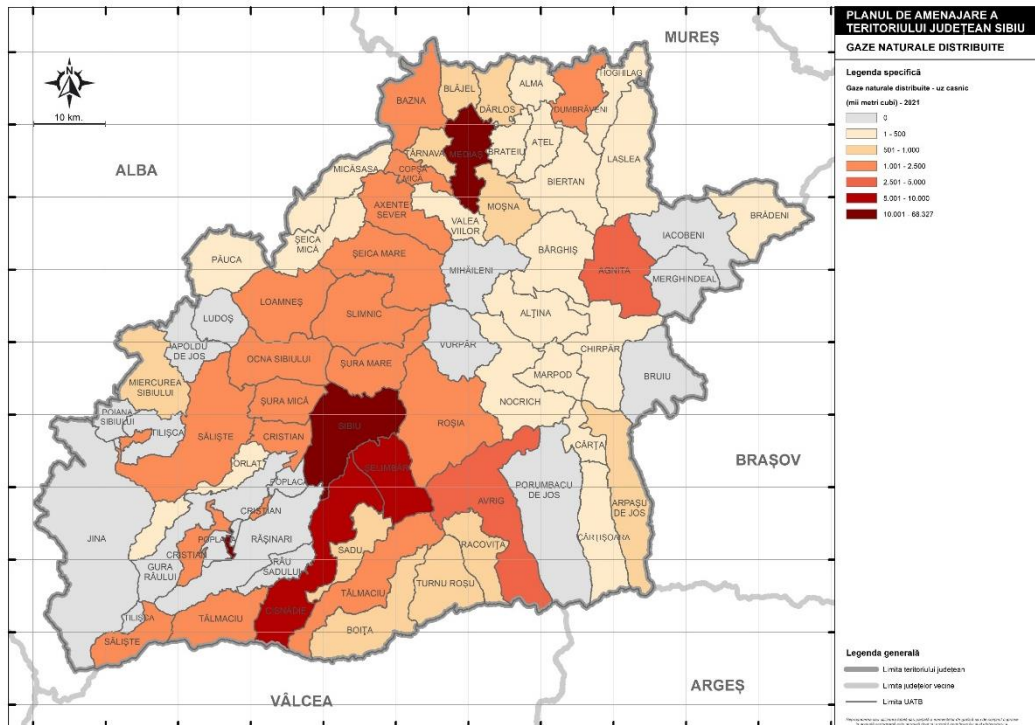 PLANUL DE AMENAJARE A
TERITORIULUI JUDEȚEAN SIBIU
GAZE NATURALE DISTRIBUITE
Legenda specifică
Gaze naturale distribuite - uz casnic
(mii metri cubi) - 2021
0
1 - 500
501 - 1.000
1.001 - 2.500
2.501 - 5.000
5.001 - 10.000
10.001 - 68.327
MUREȘ
N
10 km.
ALBA
BRAȘOV
VÂLCEA
ARGEȘ
HOGHILAG
ALMA
BLĂJEL
BAZNA
DÂRLOS
DUMBRĂVENI
TÂRNAVA
MEDIAȘ
BRATEIU
AȚEL
LASLEA
MICĂSASA
COPȘA
MICĂ
BIERTAN
AXENTE
SEVER
MOȘNA
BRĂDENI
VALEA
VIILOR
IACOBENI
ȘEICA
MICĂ
BÂRGHIȘ
PĂUCA
ȘEICA MARE
MIHĂILENI
AGNITA
MERGHINDEAL
LOAMNEȘ
LUDOȘ
SLIMNIC
ALȚINA
APOLDU
DE JOS
VURPĂR
CHIRPĂR
OCNA SIBIULUI
ȘURA MARE
MARPOD
BRUIU
MIERCUREA
SIBIULUI
ȘURA MICĂ
NOCRICH
POIANA
SIBIULUI
SIBIU
ROȘIA
TILIȘCA
SĂLIȘTE
CRISTIAN
CÂRȚA
ORLAT
ȘELIMBĂR
POPLACA
PORUMBACU
DE JOS
AVRIG
ARPAȘU
DE JOS
CRISTIAN
JINA
POPLACA
RĂȘINARI
CÂRȚIȘOARA
CRISTIAN
SADU
RACOVIȚA
GURA
RÂULUI
RÂU
SADULUI
TURNU ROȘU
TĂLMACIU
CISNĂDIE
TILIȘCA
TĂLMACIU
BOIȚA
SĂLIȘTE
Legenda generală
Limita teritoriului județean
Limita județelor vecine
Limita UATB